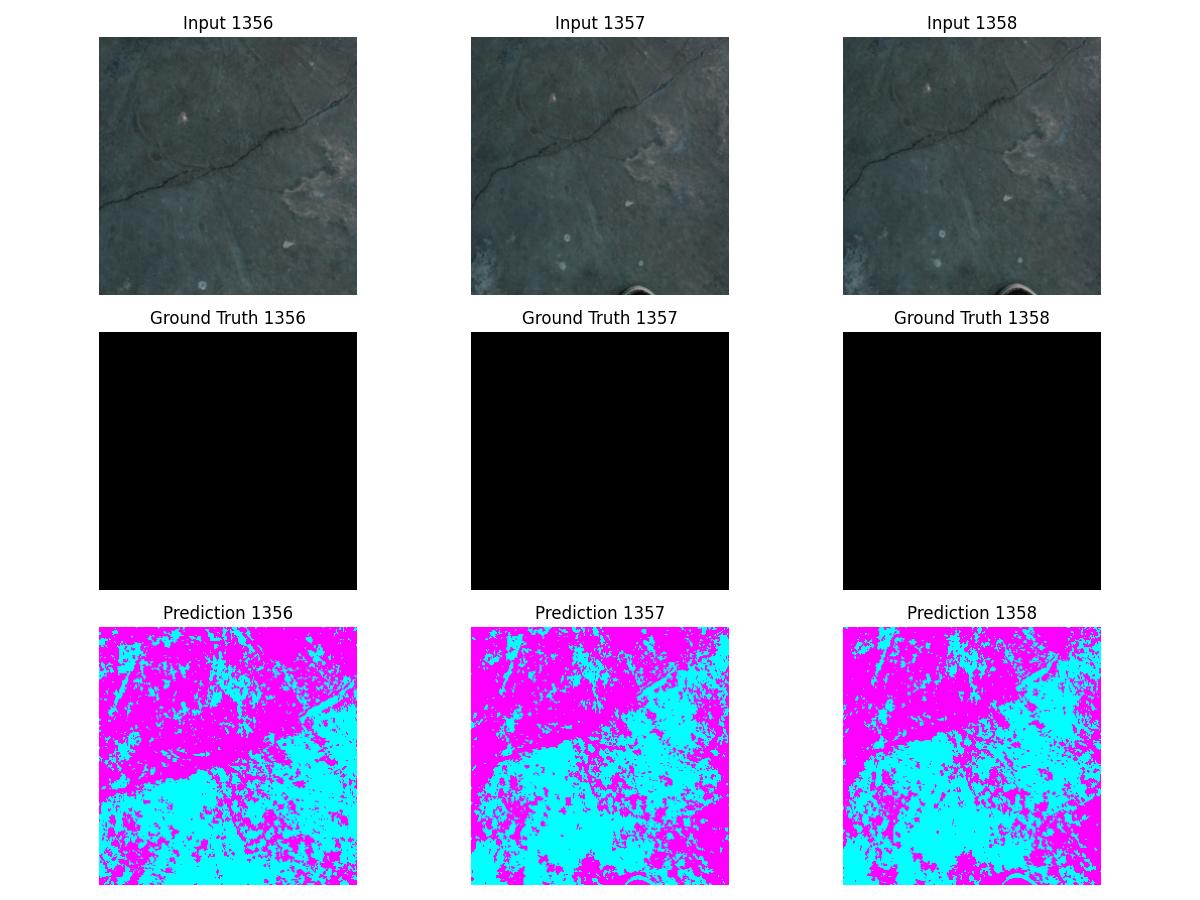 Input 1356
Input 1357
Input 1358
Ground Truth 1356
Ground Truth 1357
Ground Truth 1358
Prediction 1356
Prediction 1357
Prediction 1358